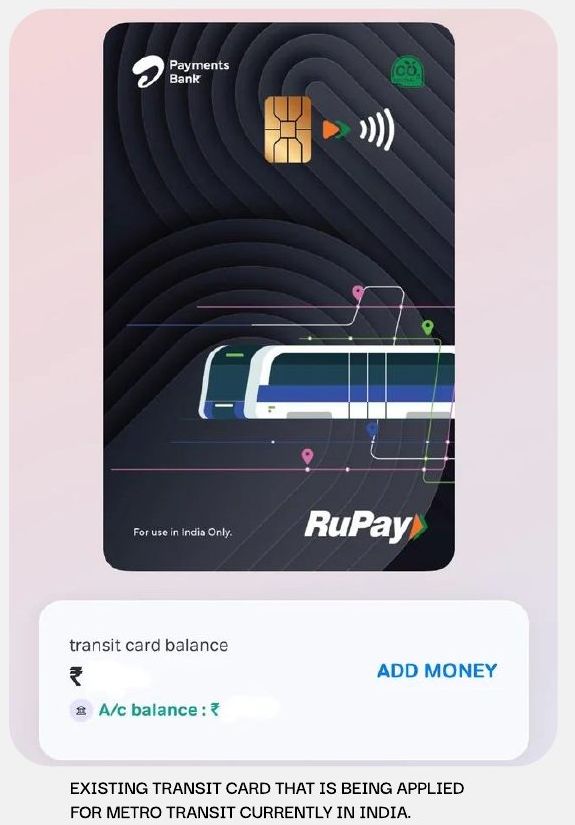 Payments
Bank
For use in India Only.
RuPay
transit card balance
₹
A/c balance : ₹
ADD MONEY
EXISTING TRANSIT CARD THAT IS BEING APPLIED
FOR METRO TRANSIT CURRENTLY IN INDIA.